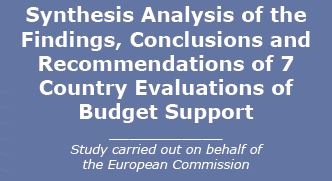 Synthesis Analysis of the
Findings, Conclusions and
Recommendations of 7
Country Evaluations of
Budget Support
Study carried out on behalf of
the European Commission